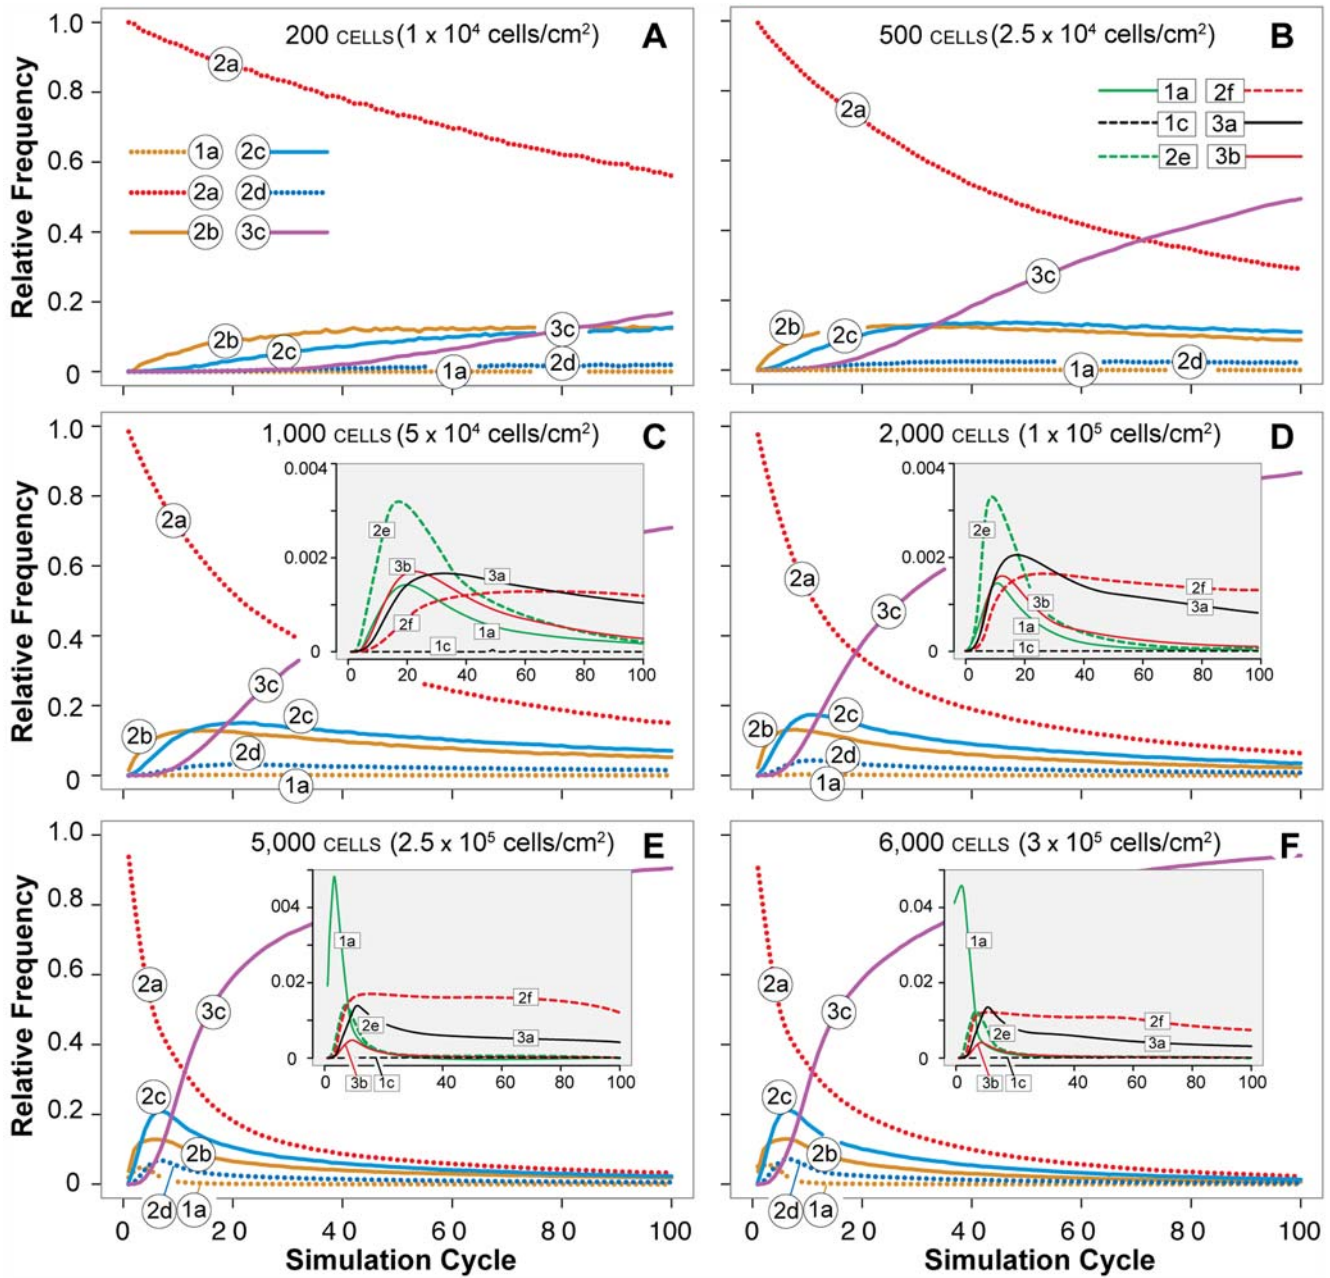 200 CELLS (1 x 10⁴ cells/cm²) A
1.0
0.8
0.6
0.4
0.2
0
Relative Frequency
2a
1a 2c
2a 2d
2b 3c
2b
2c
3c
2d
1a
500 CELLS (2.5 x 10⁴ cells/cm²) B
1a 2f
1c 3a
2e 3b
2a
3c
2b
2c
1a
2d
1,000 CELLS (5 x 10⁴ cells/cm²) C
1.0
0.8
0.6
0.4
0.2
0
Relative Frequency
2a
3c
2b
2c
2d
1a
0.004
0.002
0
2e
3b
3a
2f
1a
1c
0 20 40 60 80 100
2,000 CELLS (1 x 10⁵ cells/cm²) D
2a
3c
2b
2c
2d
1a
0.004
0.002
0
2e
2f
3b
3a
1a
1c
0 20 40 60 80 100
5,000 CELLS (2.5 x 10⁵ cells/cm²) E
1.0
0.8
0.6
0.4
0.2
0
Relative Frequency
2a
3c
2c
2b
2d 1a
004
0.02
0
1a
2f
2e
3a
3b 1c
0 40 60 80 100
0 20 40 60 80 100
Simulation Cycle
6,000 CELLS (3 x 10⁵ cells/cm²) F
2a
3c
2c
2b
2d 1a
0.04
0.02
0
1a
2f
2e
3a
3b 1c
0 40 60 80 100
0 20 40 60 80 100
Simulation Cycle